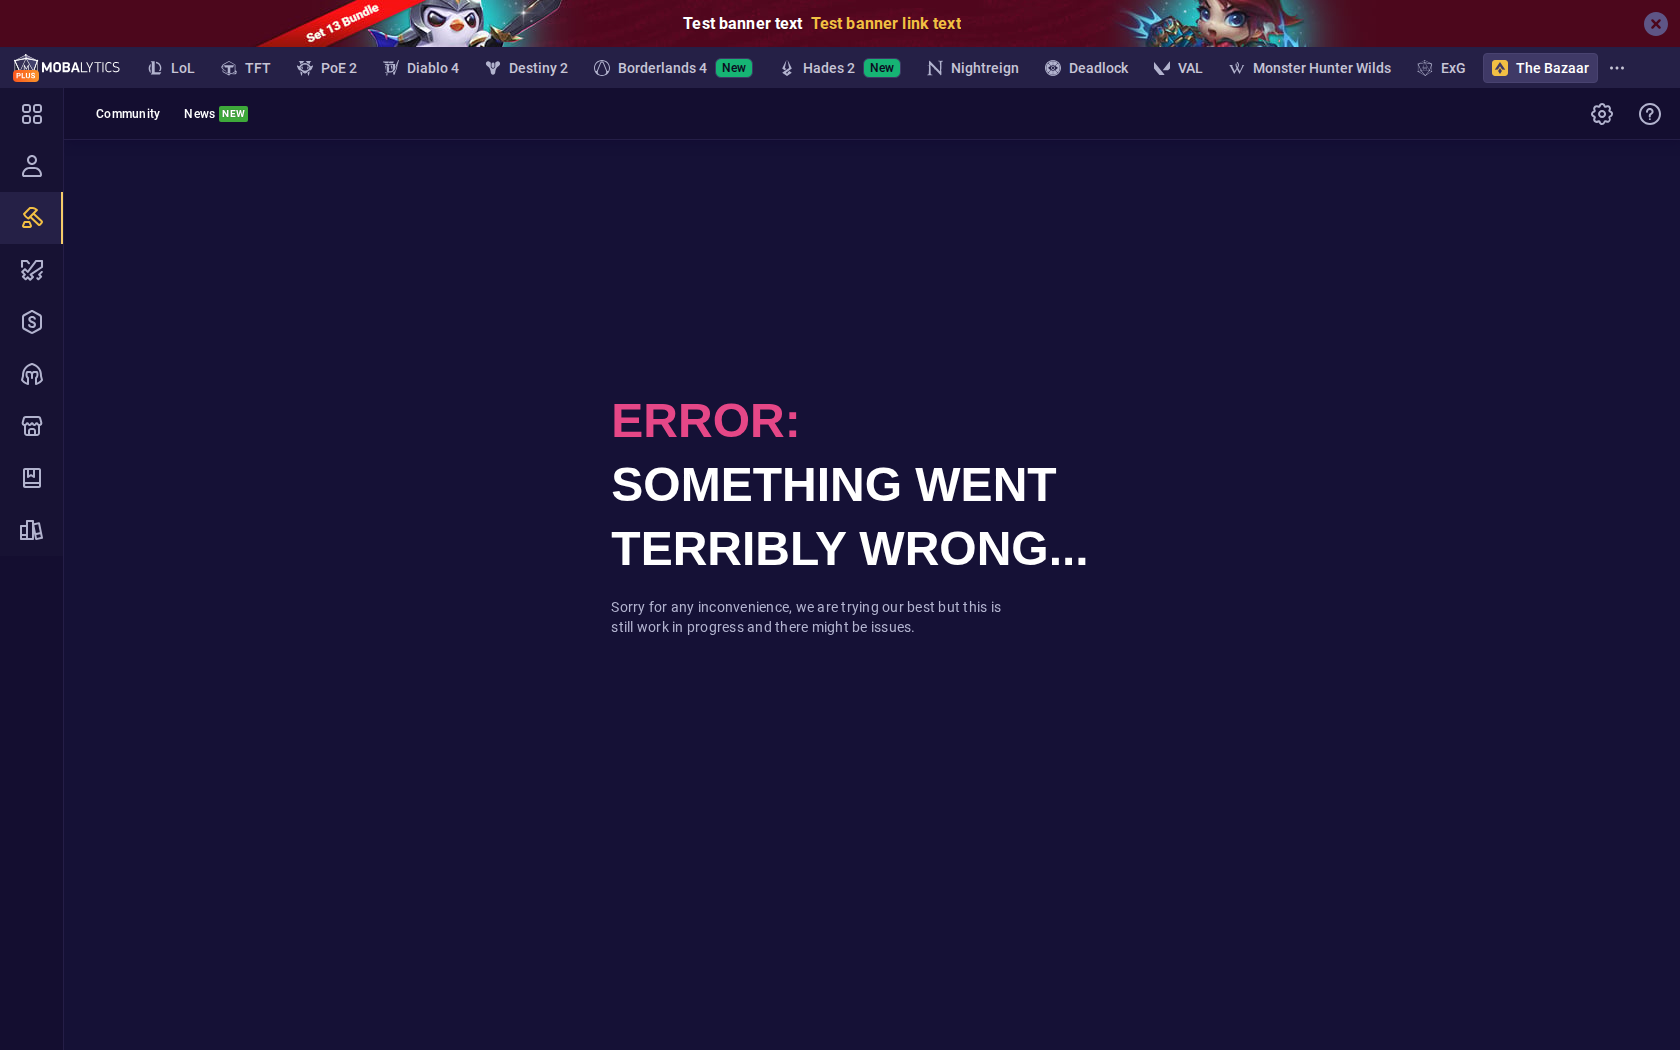 Set 13 Bundle
Test banner text Test banner link text
PLUS MOBALYTICS LoL TFT PoE 2 Diablo 4 Destiny 2 Borderlands 4 New Hades 2 New Nightreign Deadlock VAL Monster Hunter Wilds ExG The Bazaar
Community News NEW
ERROR:
SOMETHING WENT
TERRIBLY WRONG...
Sorry for any inconvenience, we are trying our best but this is
still work in progress and there might be issues.